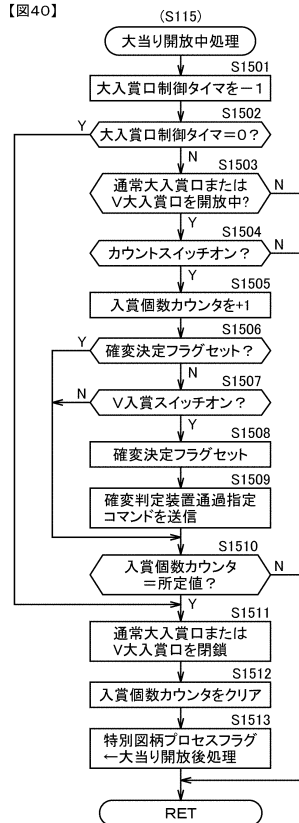 【図40】
(S115)
大当り開放中処理
S1501
大入賞口制御タイマを−1
S1502
Y
大入賞口制御タイマ=0?
N
S1503
通常大入賞口または
V大入賞口を開放中?
N
Y
S1504
カウントスイッチオン?
N
Y
S1505
入賞個数カウンタを+1
S1506
Y
確変決定フラグセット?
N
S1507
N
V入賞スイッチオン?
Y
S1508
確変決定フラグセット
S1509
確変判定装置通過指定
コマンドを送信
S1510
入賞個数カウンタ
=所定値?
N
Y
S1511
通常大入賞口または
V大入賞口を閉鎖
S1512
入賞個数カウンタをクリア
S1513
特別図柄プロセスフラグ
←大当り開放後処理
RET